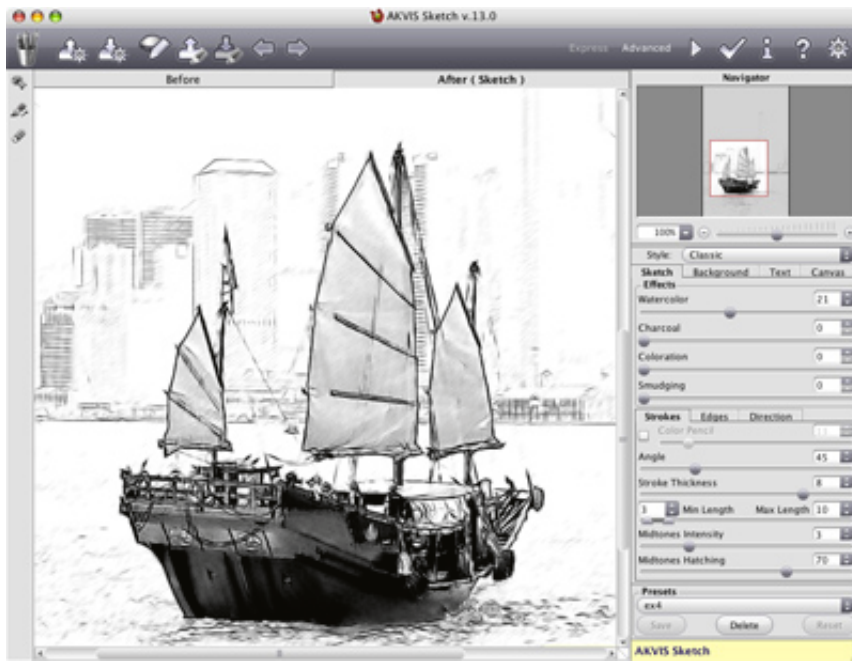 AKVIS Sketch v.13.0
Express Advanced
Before
After ( Sketch )
Navigator
100%
Style: Classic
Sketch Background Text Canvas
Effects
Watercolor 21
Charcoal 0
Coloration 0
Smudging 0
Strokes Edges Direction
Color Pencil
Angle 45
Stroke Thickness 8
3 Min Length Max Length 10
Midtones Intensity 3
Midtones Hatching 70
Presets
ex4
Save Delete Reset
AKVIS Sketch